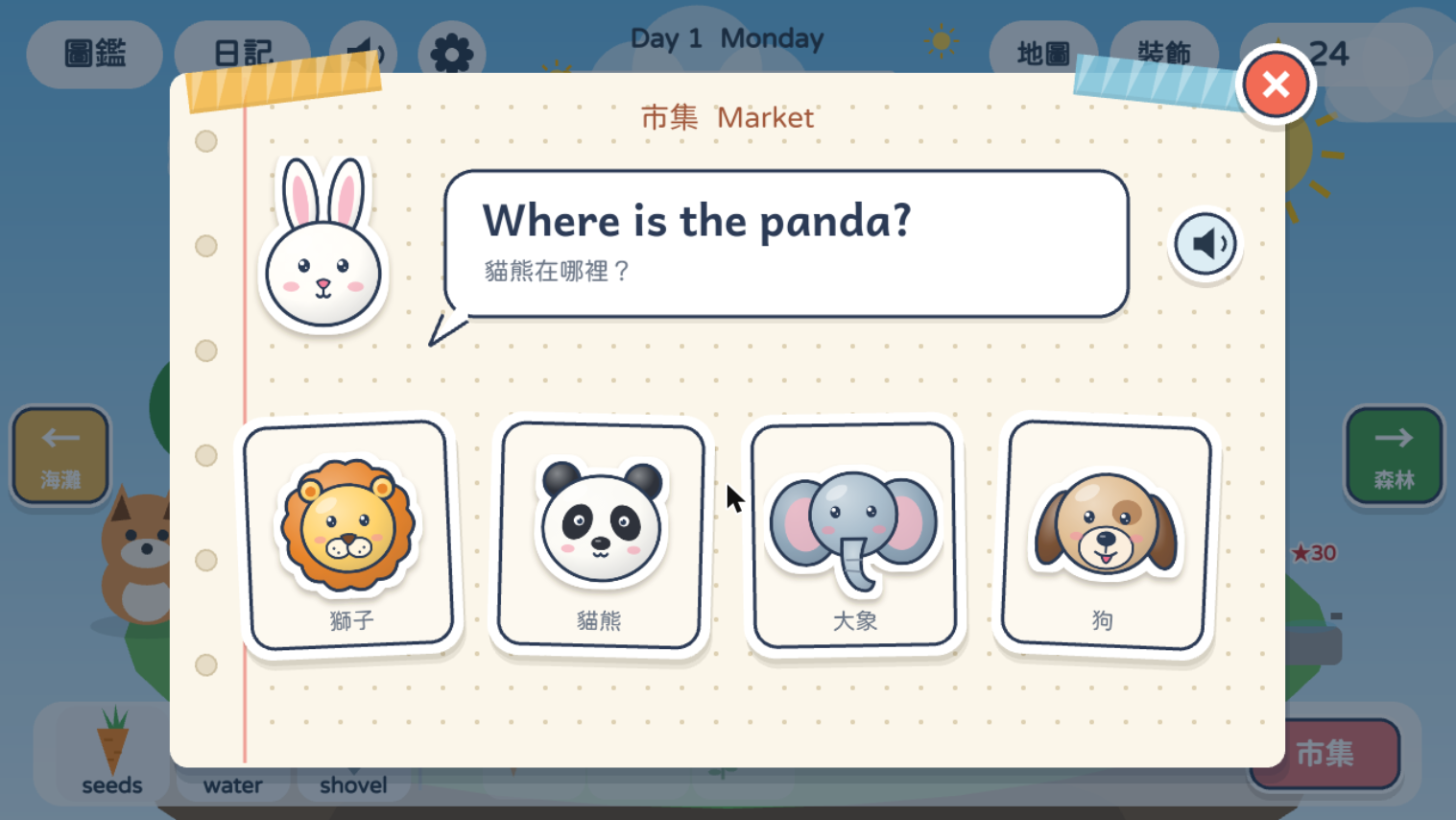 圖鑑
日記
Day 1 Monday
地圖
裝飾
24
市集 Market
Where is the panda?
貓熊在哪裡？
海灘
森林
獅子
貓熊
大象
狗
★30
seeds
water
shovel
市集